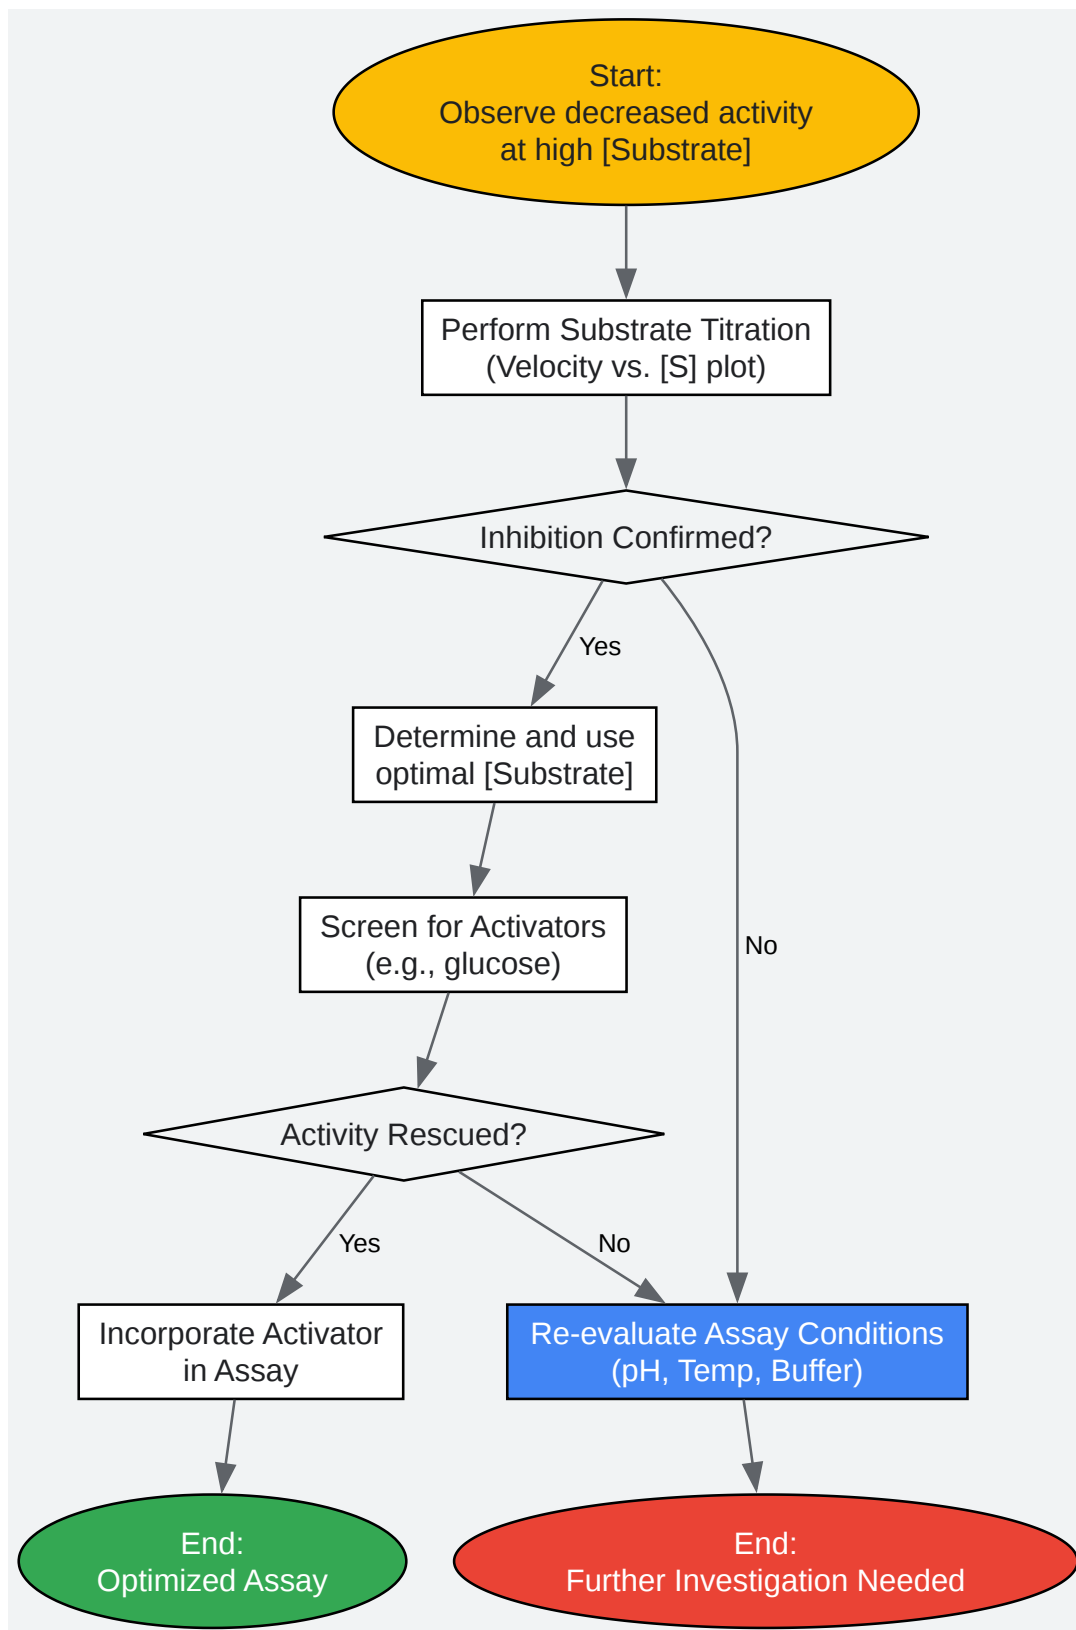 Start:
Observe decreased activity
at high [Substrate]
Perform Substrate Titration
(Velocity vs. [S] plot)
Inhibition Confirmed?
Yes
Determine and use
optimal [Substrate]
Screen for Activators
(e.g., glucose)
No
Activity Rescued?
Yes
No
Incorporate Activator
in Assay
Re-evaluate Assay Conditions
(pH, Temp, Buffer)
End:
Optimized Assay
End:
Further Investigation Needed